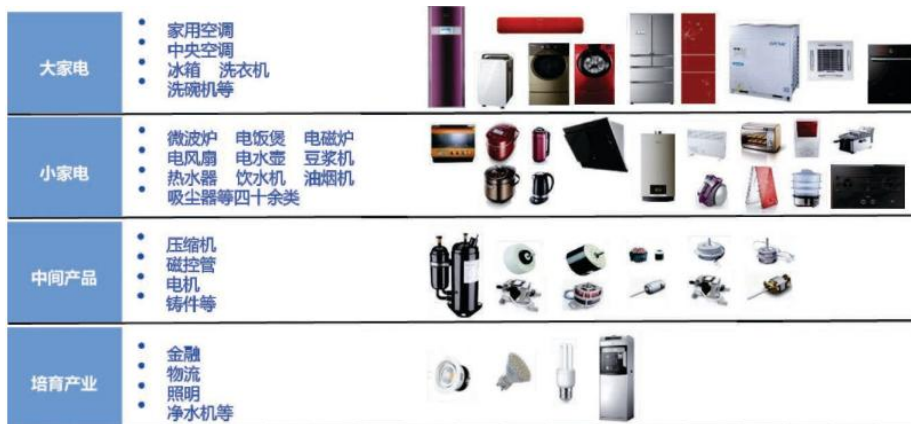 大家电
家用空调
中央空调
冰箱 洗衣机
洗碗机等
小家电
微波炉 电饭煲 电磁炉
电风扇 电水壶 豆浆机
热水器 饮水机 油烟机
吸尘器等四十余类
中间产品
压缩机
磁控管
电机
铸件等
培育产业
金融
物流
照明
净水机等